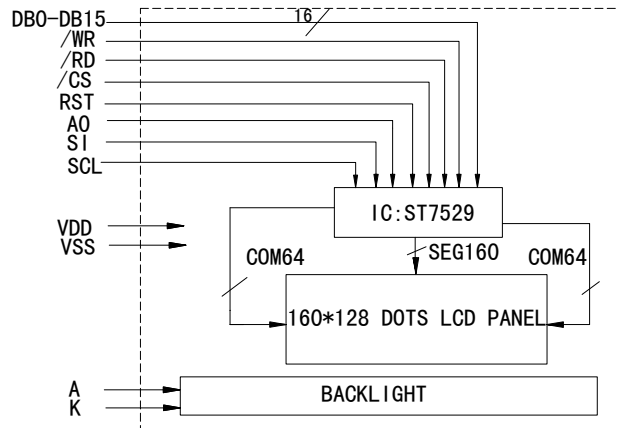 DB0-DB15
16
/WR
/RD
/CS
RST
A0
SI
SCL
IC:ST7529
VDD
VSS
COM64
SEG160
COM64
160*128 DOTS LCD PANEL
A
K
BACKLIGHT